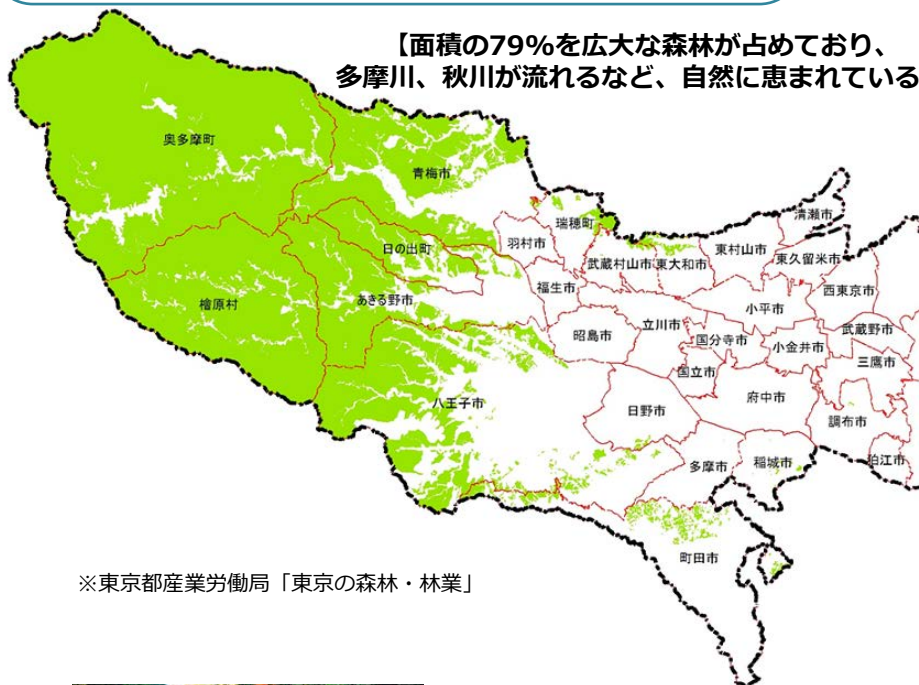 【面積の79%を広大な森林が占めており、
多摩川、秋川が流れるなど、自然に恵まれている
奥多摩町
青梅市
瑞穂町
清瀬市
日の出町
羽村市
武蔵村山市
東大和市
東村山市
東久留米市
檜原村
あきる野市
福生市
昭島市
立川市
小平市
西東京市
国分寺市
小金井市
武蔵野市
国立市
三鷹市
八王子市
日野市
府中市
調布市
多摩市
稲城市
狛江市
町田市
※東京都産業労働局「東京の森林・林業」